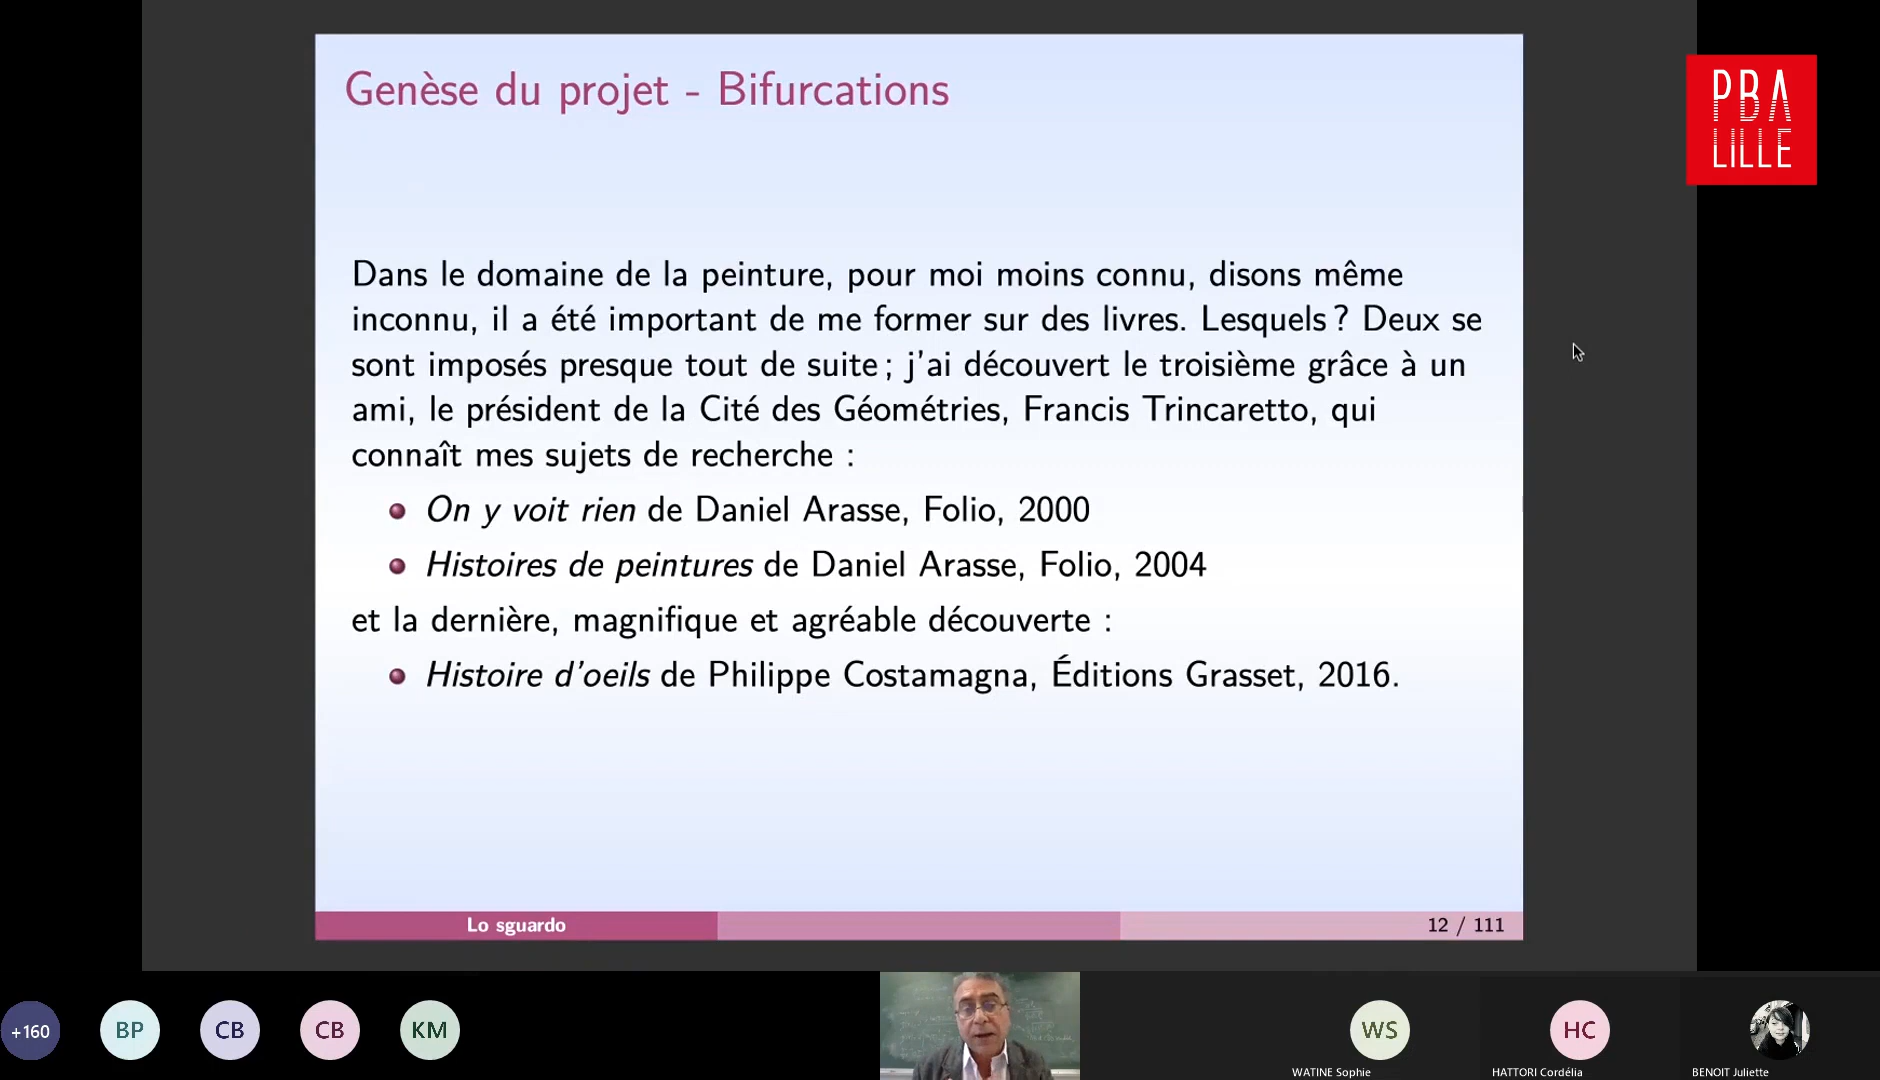 Genèse du projet - Bifurcations
PBA
LILLE
Dans le domaine de la peinture, pour moi moins connu, disons même
inconnu, il a été important de me former sur des livres. Lesquels ? Deux se
sont imposés presque tout de suite ; j'ai découvert le troisième grâce à un
ami, le président de la Cité des Géométries, Francis Trincaretto, qui
connaît mes sujets de recherche :
On y voit rien de Daniel Arasse, Folio, 2000
Histoires de peintures de Daniel Arasse, Folio, 2004
et la dernière, magnifique et agréable découverte :
Histoire d'oeils de Philippe Costamagna, Éditions Grasset, 2016.
Lo sguardo
12 / 111
+160
BP
CB
CB
KM
WS
HC
WATINE Sophie
HATTORI Cordélia
BENOIT Juliette